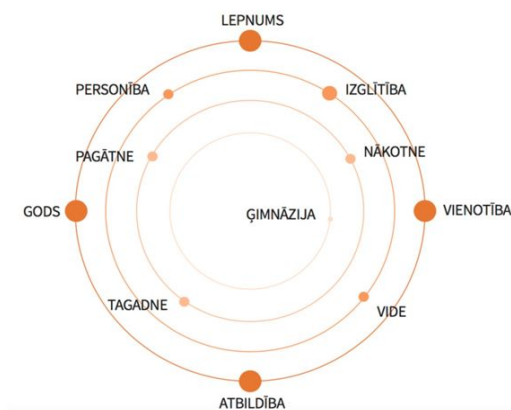 LEPNUMS
PERSONĪBA
IZGLĪTĪBA
PAGĀTNE
NĀKOTNE
GODS
ĢIMNĀZIJA
VIENOTĪBA
TAGADNE
VIDE
ATBILDĪBA